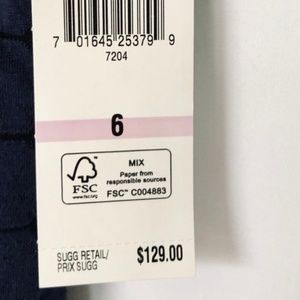 7 01645 25379 9
7204
6
FSC
www.fsc.org
MIX
Paper from
responsible sources
FSC™ C004883
SUGG RETAIL/
PRIX SUGG
$129.00